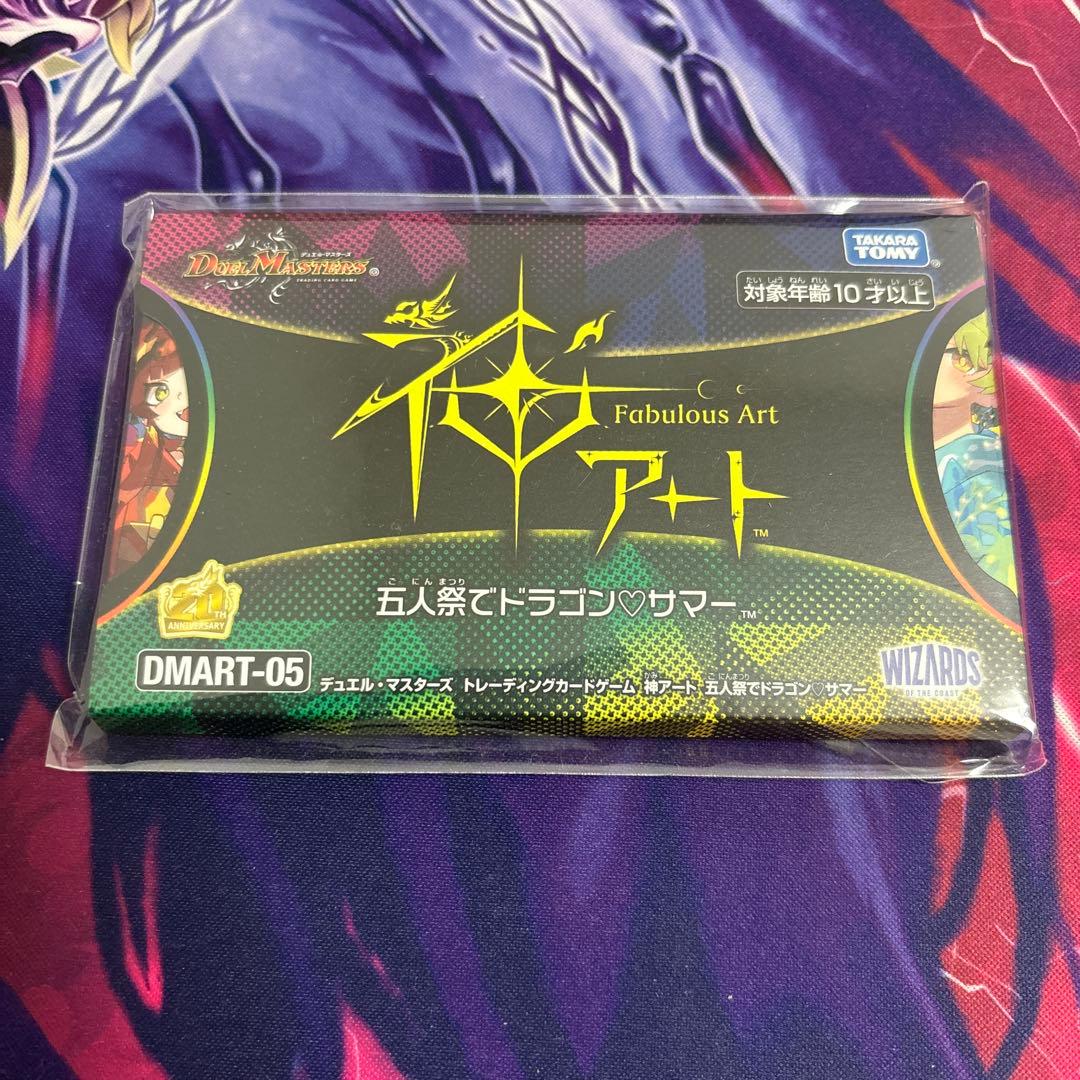 デュエル・マスターズ
DUEL MASTERS®
TRADING CARD GAME
TAKARA TOMY®
たいしょうねんれい さいいじょう
対象年齢10才以上
神
Fabulous Art
アート™
ごにんまつり
五人祭でドラゴン♡サマー™
20TH
ANNIVERSARY
DMART-05
かみ ごにんまつり
デュエル・マスターズ トレーディングカードゲーム 神アート 五人祭でドラゴン♡サマー
WIZARDS
OF THE COAST